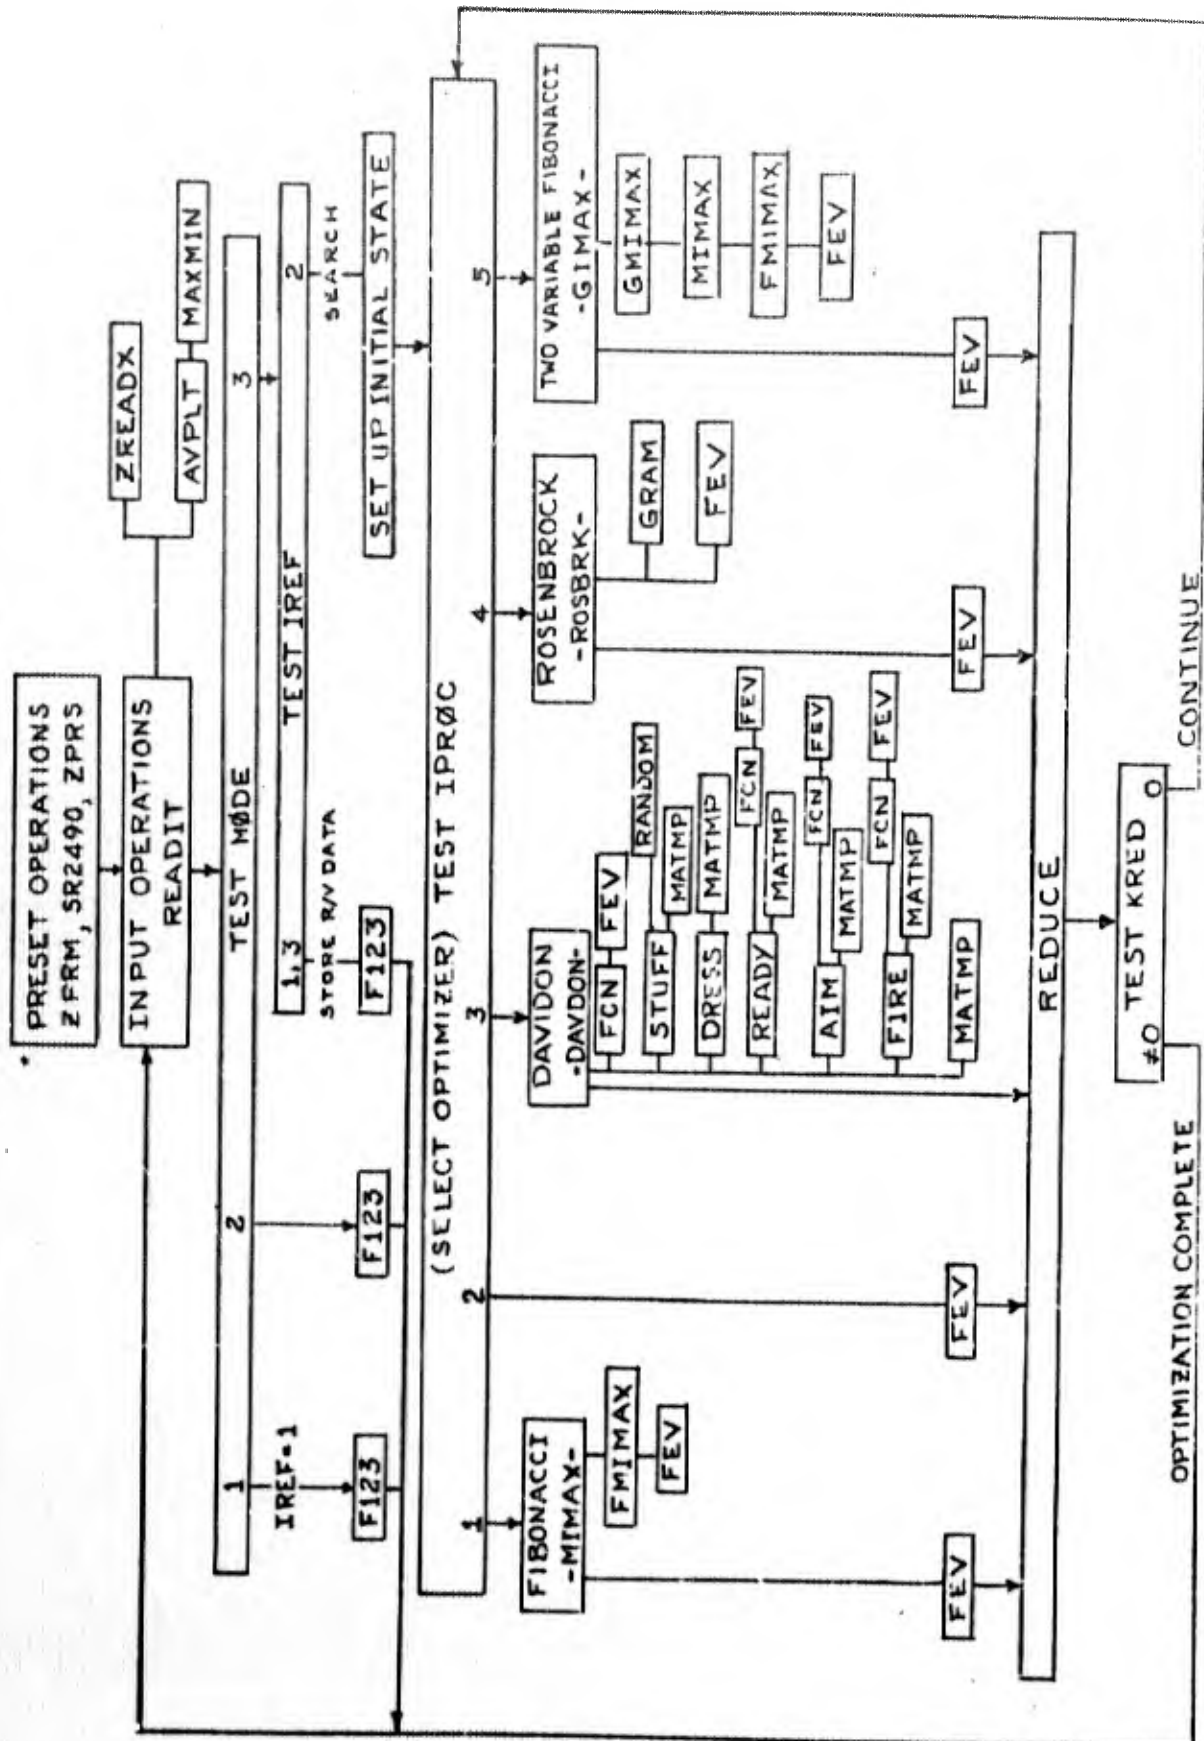 *
PRESET OPERATIONS
ZFRM, SR2490, ZPRS
INPUT OPERATIONS
READIT
ZREADX
AVPLT
MAXMIN
TEST MØDE
1
2
3
IREF=1
F123
F123
TEST IREF
1,3
2
STORE R/V DATA
F123
SEARCH
SET UP INITIAL STATE
(SELECT OPTIMIZER) TEST IPRØC
1
2
3
4
5
FIBONACCI
-MIMAX-
FMIMAX
FEV
FEV
FEV
DAVIDON
-DAVDON-
FCN
FEV
STUFF
RANDOM
MATMP
DRESS
MATMP
READY
FCN
FEV
MATMP
AIM
FCN
FEV
MATMP
FIRE
FCN
FEV
MATMP
MATMP
ROSENBROCK
-ROSBRK-
GRAM
FEV
FEV
TWO VARIABLE FIBONACCI
-GIMAX-
GMIMAX
MIMAX
FMIMAX
FEV
FEV
REDUCE
TEST KRED
≠0
0
OPTIMIZATION COMPLETE
CONTINUE